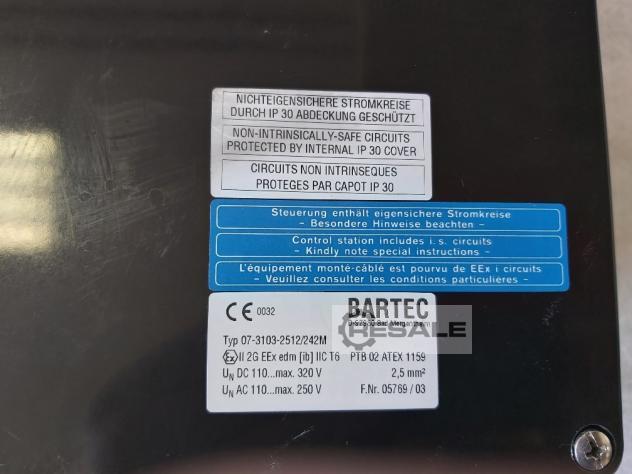 NICHTEIGENSICHERE STROMKREISE
DURCH IP 30 ABDECKUNG GESCHÜTZT
NON-INTRINSICALLY-SAFE CIRCUITS
PROTECTED BY INTERNAL IP 30 COVER
CIRCUITS NON INTRINSEQUES
PROTEGES PAR CAPOT IP 30
Steuerung enthält eigensichere Stromkreise
– Besondere Hinweise beachten –
Control station includes i. s. circuits
– Kindly note special instructions –
L'équipement monté-câblé est pourvu de EEx i circuits
– Veuillez consulter les conditions particulières –
CE 0032
BARTEC
Bad Mergentheim
RESALE
Typ 07-3103-2512/242M
Ex II 2G EEx edm [ib] IIC T6 PTB 02 ATEX 1159
UN DC 110...max. 320 V 2,5 mm²
UN AC 110...max. 250 V F.Nr. 05769 / 03